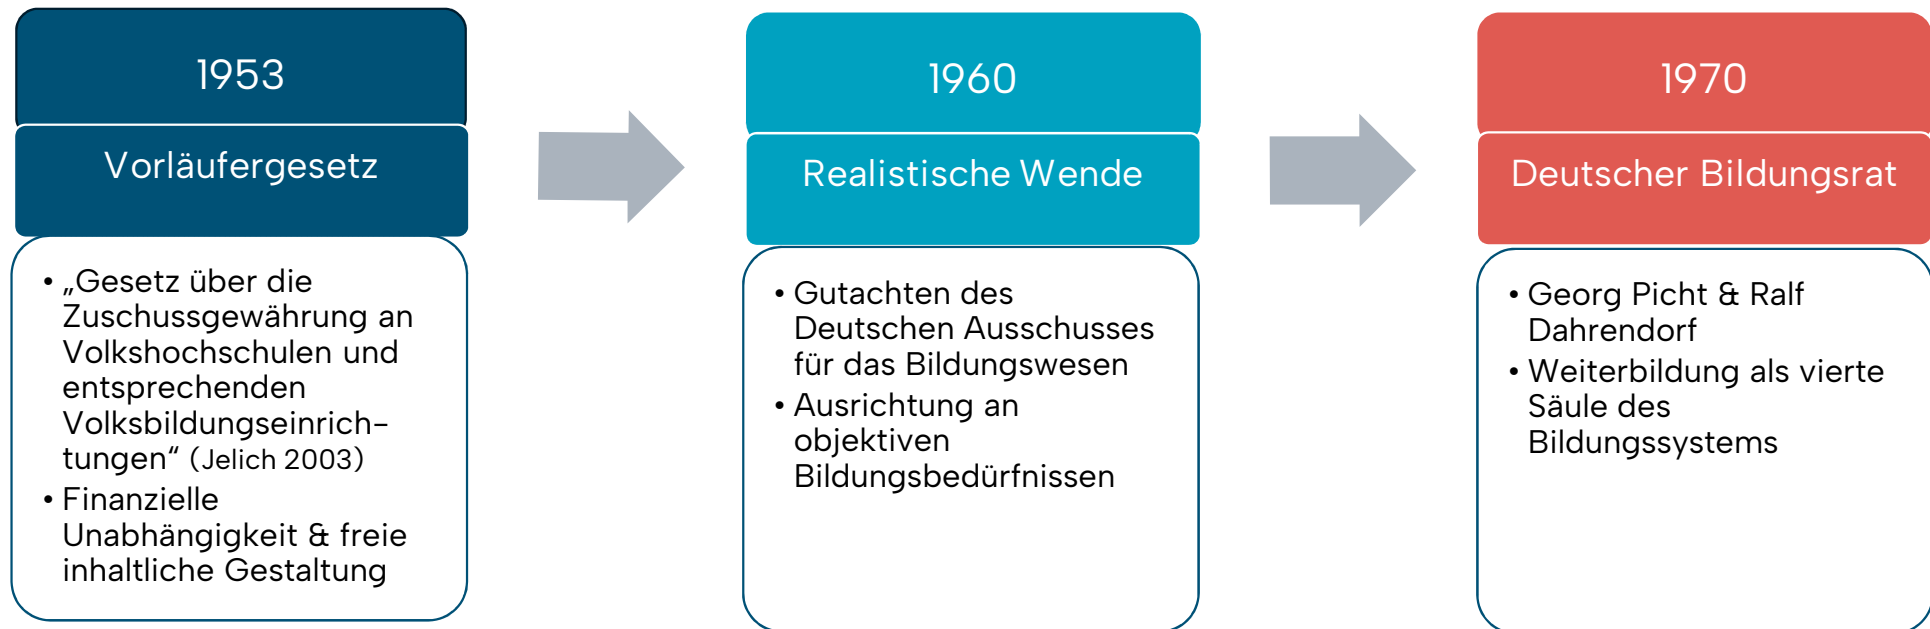 1953
Vorläufergesetz
• „Gesetz über die
Zuschussgewährung an
Volkshochschulen und
entsprechenden
Volksbildungseinrich-
tungen“ (Jelich 2003)
• Finanzielle
Unabhängigkeit & freie
inhaltliche Gestaltung
1960
Realistische Wende
• Gutachten des
Deutschen Ausschusses
für das Bildungswesen
• Ausrichtung an
objektiven
Bildungsbedürfnissen
1970
Deutscher Bildungsrat
• Georg Picht & Ralf
Dahrendorf
• Weiterbildung als vierte
Säule des
Bildungssystems